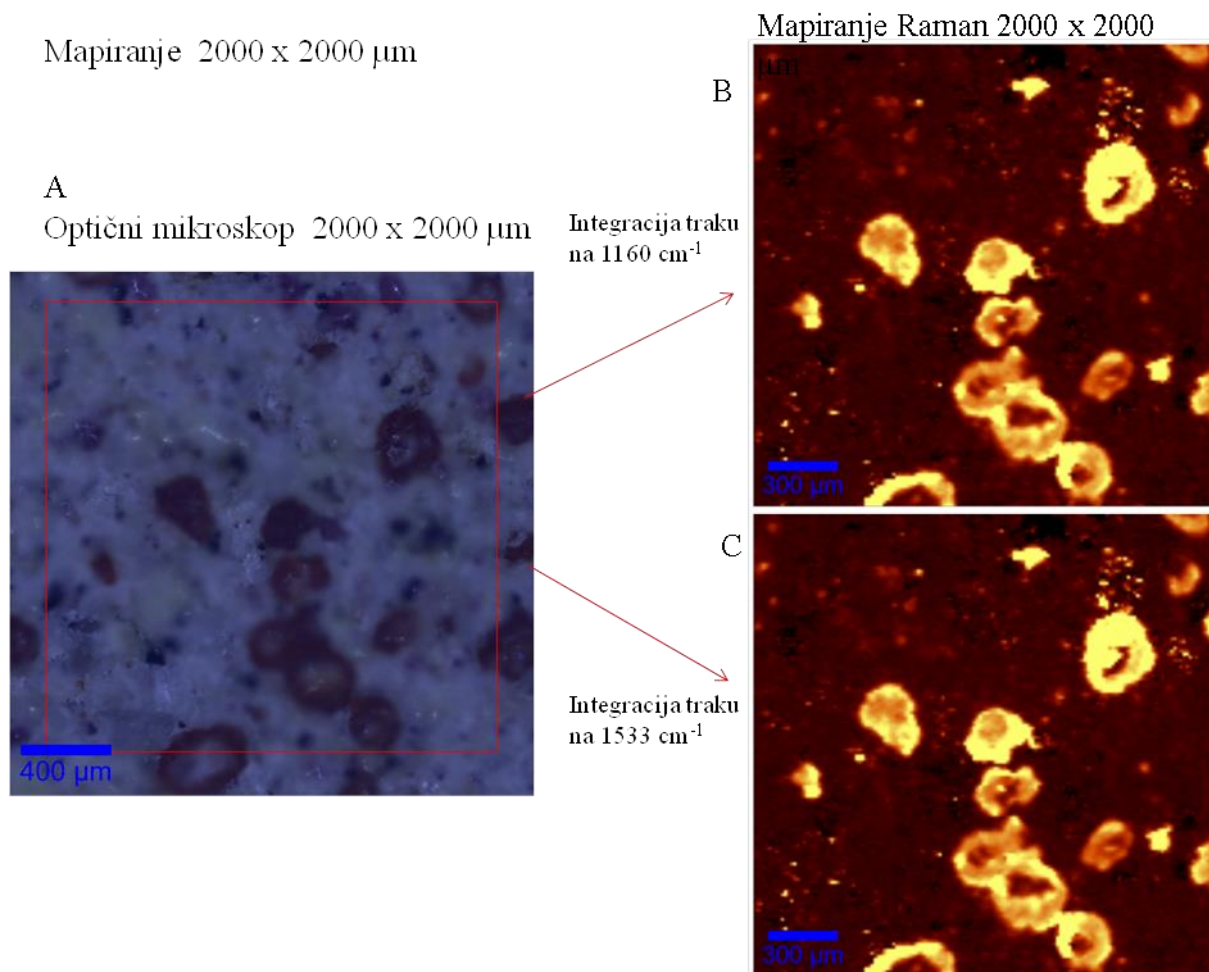 Mapiranje 2000 x 2000 µm
A
Optični mikroskop 2000 x 2000 µm
400 µm
Integracija traku
na 1160 cm⁻¹
Integracija traku
na 1533 cm⁻¹
Mapiranje Raman 2000 x 2000
µm
B
300 µm
C
300 µm